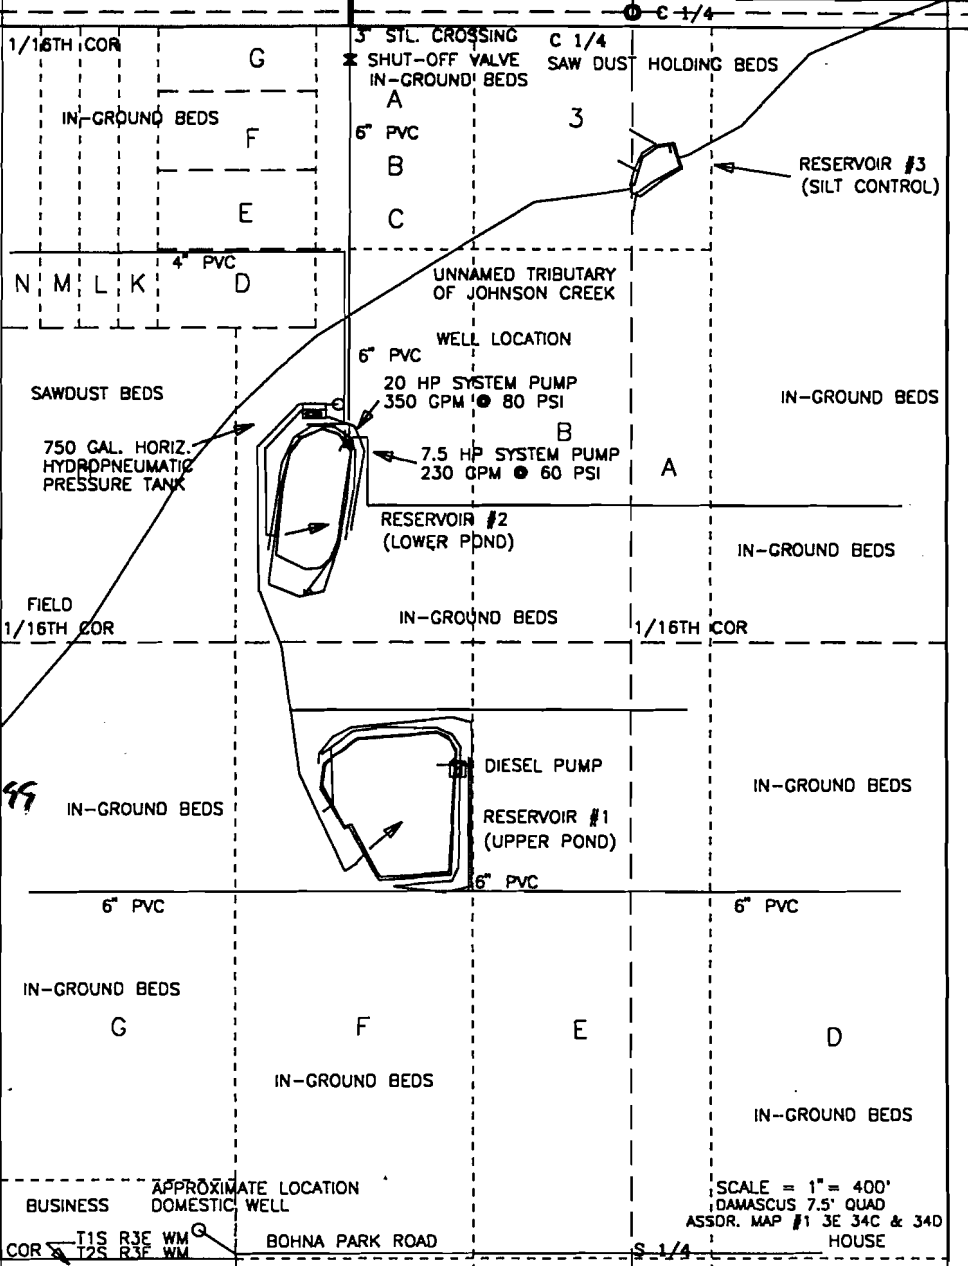 C 1/4
1/16TH COR
3" STL. CROSSING
C 1/4
G
SHUT-OFF VALVE
SAW DUST HOLDING BEDS
IN-GROUND BEDS
A
IN-GROUND BEDS
3
F
6" PVC
B
RESERVOIR #3
(SILT CONTROL)
E
C
4" PVC
N M L K D
UNNAMED TRIBUTARY
OF JOHNSON CREEK
WELL LOCATION
6" PVC
20 HP SYSTEM PUMP
350 GPM @ 80 PSI
SAWDUST BEDS
IN-GROUND BEDS
B
750 GAL. HORIZ.
HYDROPNEUMATIC
PRESSURE TANK
7.5 HP SYSTEM PUMP
230 GPM @ 60 PSI
A
RESERVOIR #2
(LOWER POND)
IN-GROUND BEDS
FIELD
IN-GROUND BEDS
1/16TH COR
1/16TH COR
DIESEL PUMP
IN-GROUND BEDS
99
IN-GROUND BEDS
RESERVOIR #1
(UPPER POND)
6" PVC
6" PVC
6" PVC
IN-GROUND BEDS
G
F
E
D
IN-GROUND BEDS
IN-GROUND BEDS
BUSINESS
APPROXIMATE LOCATION
DOMESTIC WELL
SCALE = 1"= 400'
DAMASCUS 7.5' QUAD
ASSDR. MAP #1 3E 34C & 34D
HOUSE
T1S R3E WM
COR
T2S R3E WM
BOHNA PARK ROAD
S 1/4